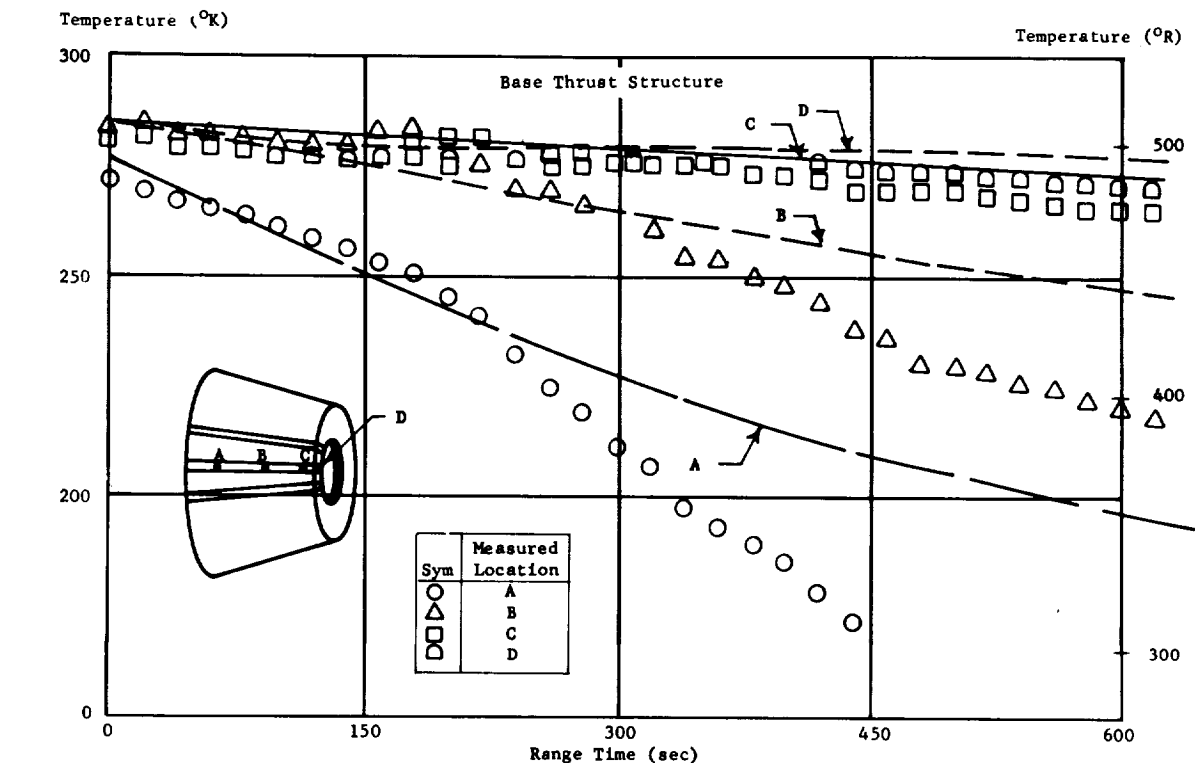 Temperature (°K)
Temperature (°R)
300
Base Thrust Structure
D
C
500
B
250
400
D
A B C
A
200
Measured
Sym Location
A
B
C
D
300
0
0 150 300 450 600
Range Time (sec)